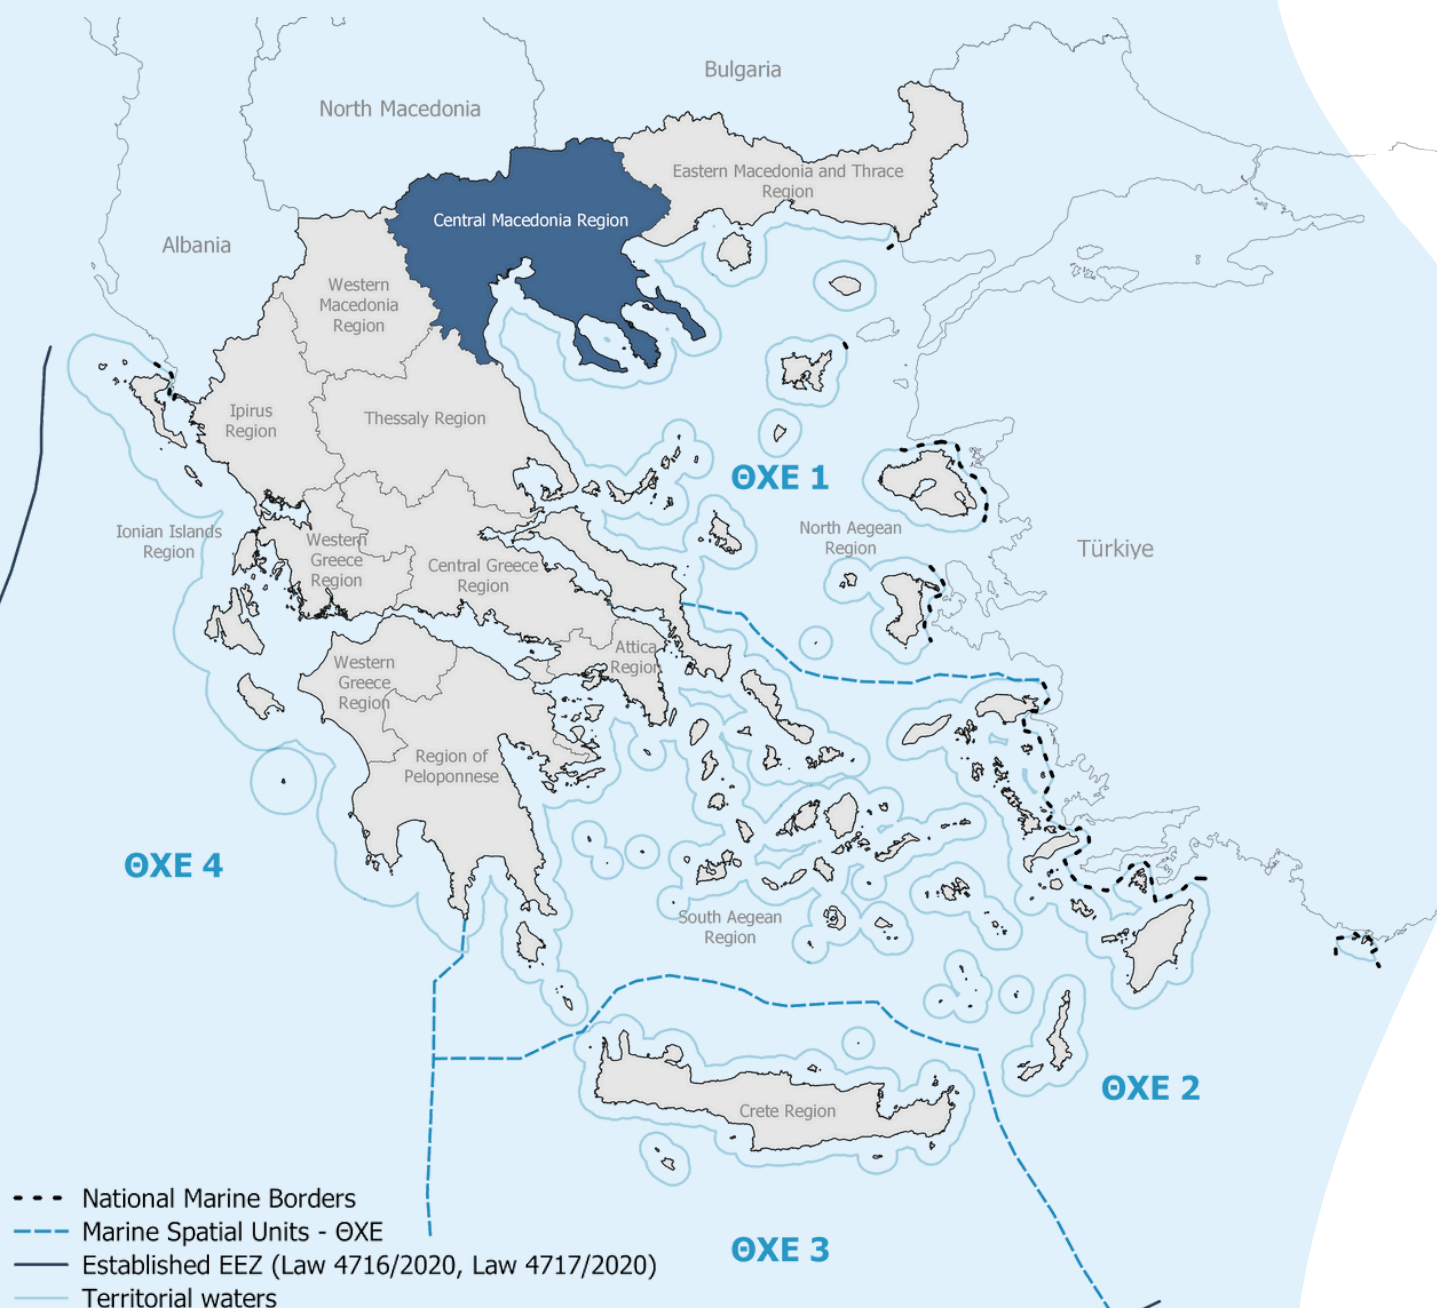 Bulgaria
North Macedonia
Eastern Macedonia and Thrace
Region
Central Macedonia Region
Albania
Western
Macedonia
Region
Ipirus
Region
Thessaly Region
ΘΧΕ 1
North Aegean
Region
Türkiye
Ionian Islands
Region
Western
Greece
Region
Central Greece
Region
Attica
Region
Western
Greece
Region
Region of
Peloponnese
ΘΧΕ 4
South Aegean
Region
ΘΧΕ 2
Crete Region
ΘΧΕ 3
National Marine Borders
Marine Spatial Units - ΘΧΕ
Established EEZ (Law 4716/2020, Law 4717/2020)
Territorial waters